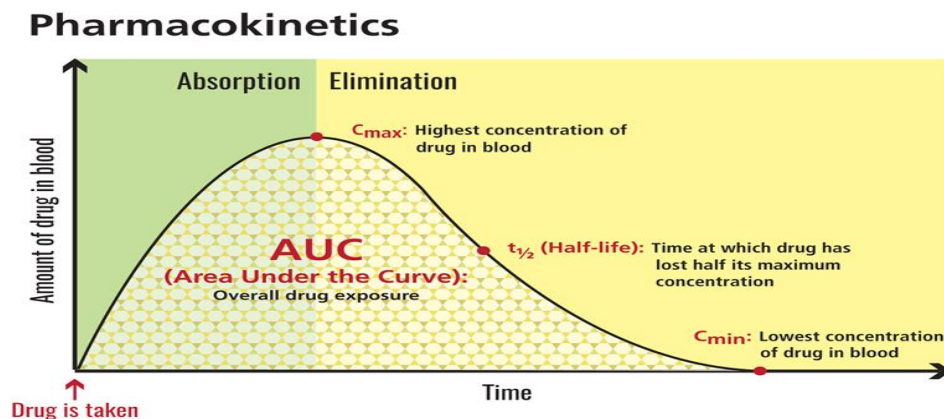 Pharmacokinetics
Absorption
Elimination
Amount of drug in blood
Cmax: Highest concentration of
drug in blood
AUC
(Area Under the Curve):
Overall drug exposure
t½ (Half-life): Time at which drug has
lost half its maximum
concentration
Cmin: Lowest concentration
of drug in blood
Time
Drug is taken